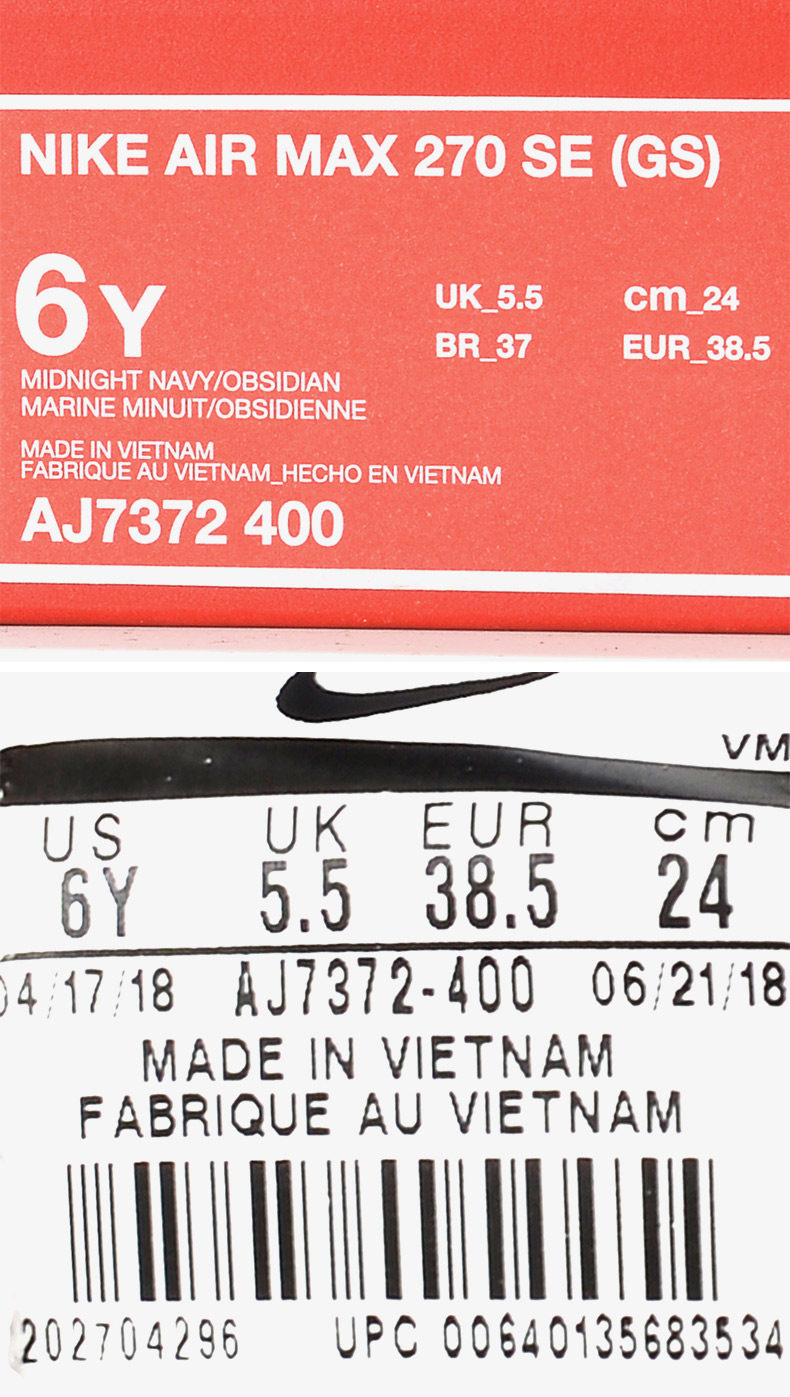 NIKE AIR MAX 270 SE (GS)
6Y UK_5.5 cm_24
BR_37 EUR_38.5
MIDNIGHT NAVY/OBSIDIAN
MARINE MINUIT/OBSIDIENNE
MADE IN VIETNAM
FABRIQUE AU VIETNAM_HECHO EN VIETNAM
AJ7372 400
VM
US UK EUR cm
6Y 5.5 38.5 24
04/17/18 AJ7372-400 06/21/18
MADE IN VIETNAM
FABRIQUE AU VIETNAM
202704296 UPC 00640135683534